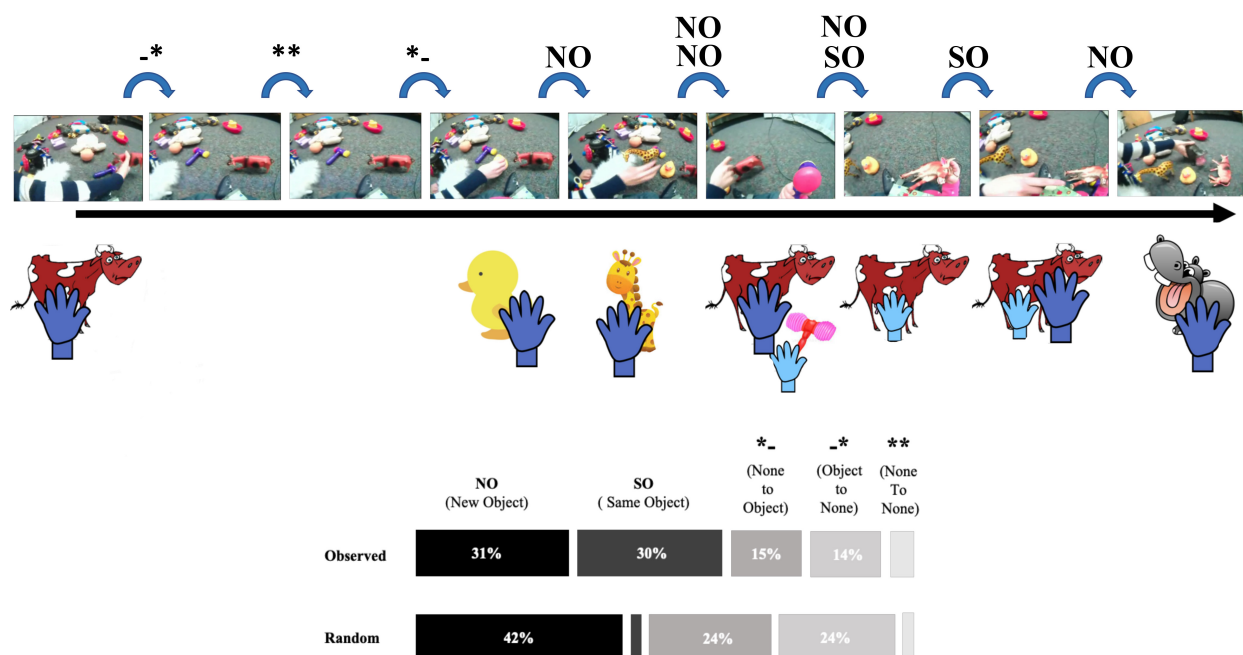 -* ** *- NO NO NO NO SO SO NO
*- -* **
NO
(New Object)
SO
( Same Object)
(None
to
Object)
(Object
to
None)
(None
To
None)
Observed 31% 30% 15% 14%
Random 42% 24% 24%